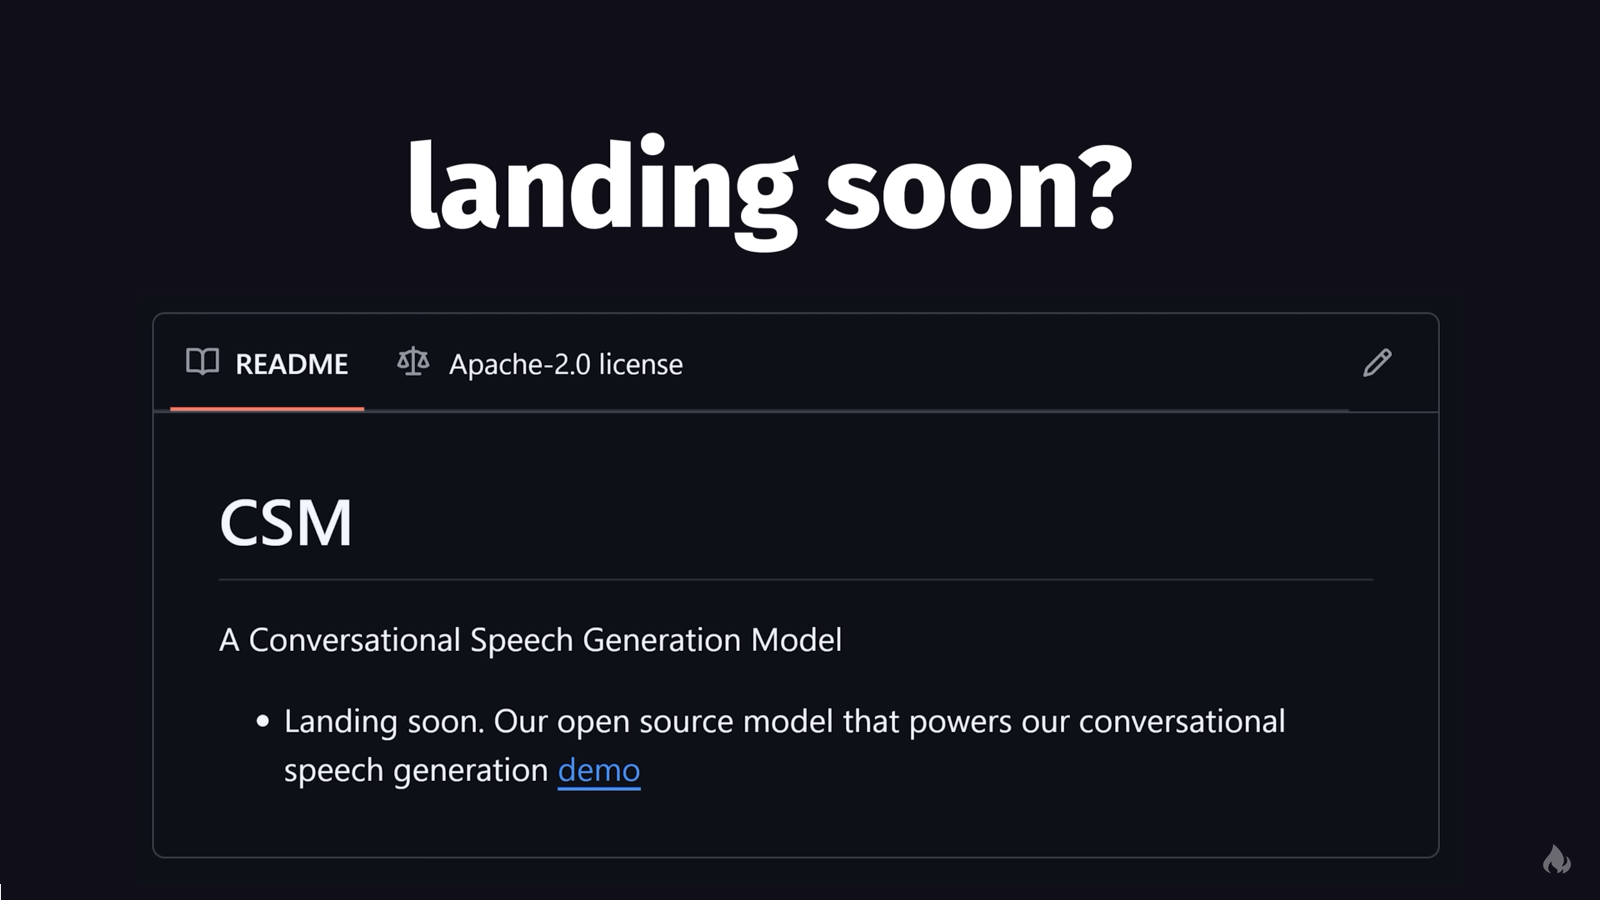 landing soon?
README
Apache-2.0 license
CSM
A Conversational Speech Generation Model
Landing soon. Our open source model that powers our conversational
speech generation demo